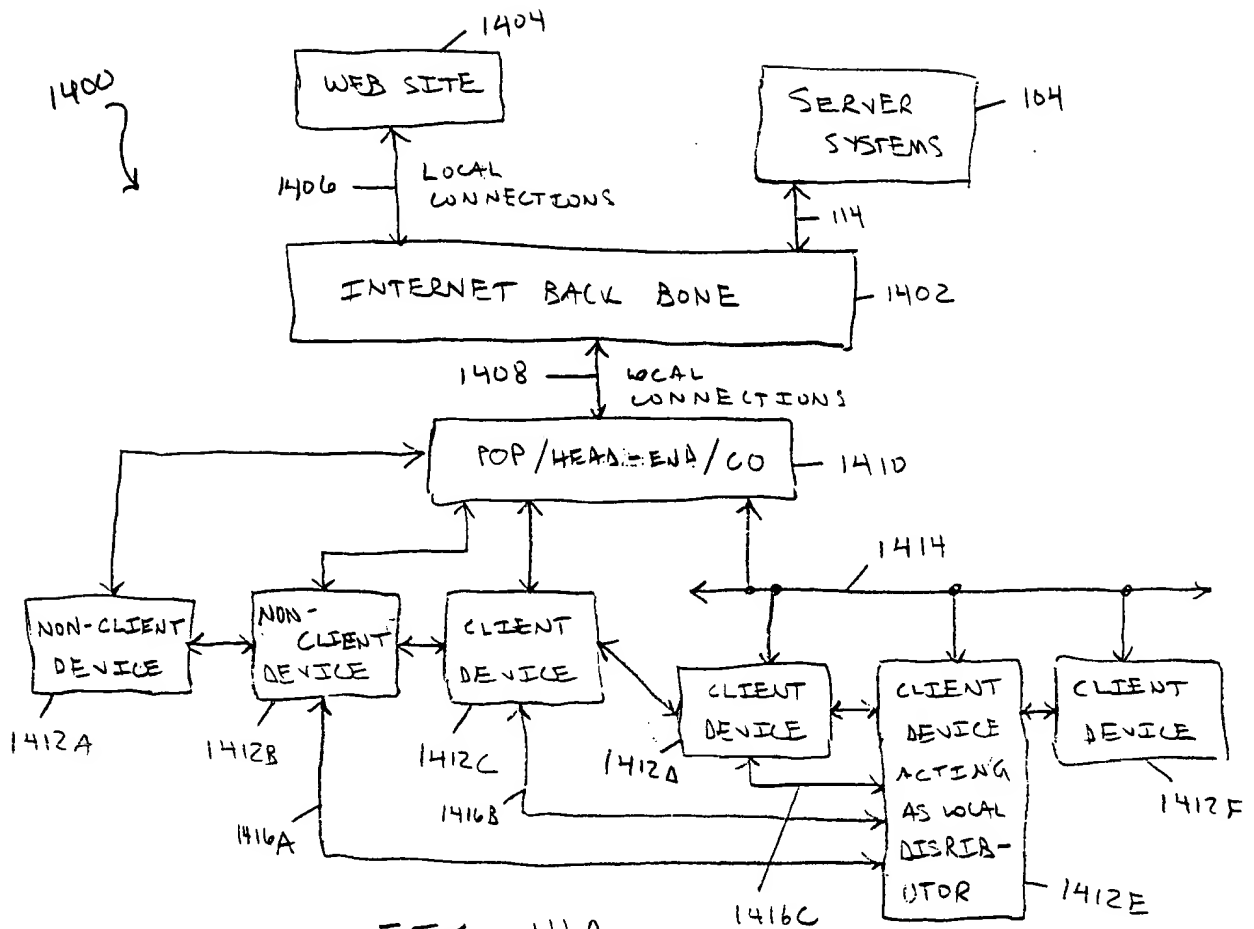 1404
1400
WEB SITE
SERVER
SYSTEMS
104
1406
LOCAL
CONNECTIONS
114
INTERNET BACK BONE
1402
1408
LOCAL
CONNECTIONS
POP/HEAD-END/CO
1410
1414
NON-CLIENT
DEVICE
NON-
CLIENT
DEVICE
CLIENT
DEVICE
CLIENT
DEVICE
CLIENT
DEVICE
ACTING
AS LOCAL
DISRIB-
UTOR
CLIENT
DEVICE
1412A
1412B
1412C
1412D
1412F
1416A
1416B
1416C
1412E